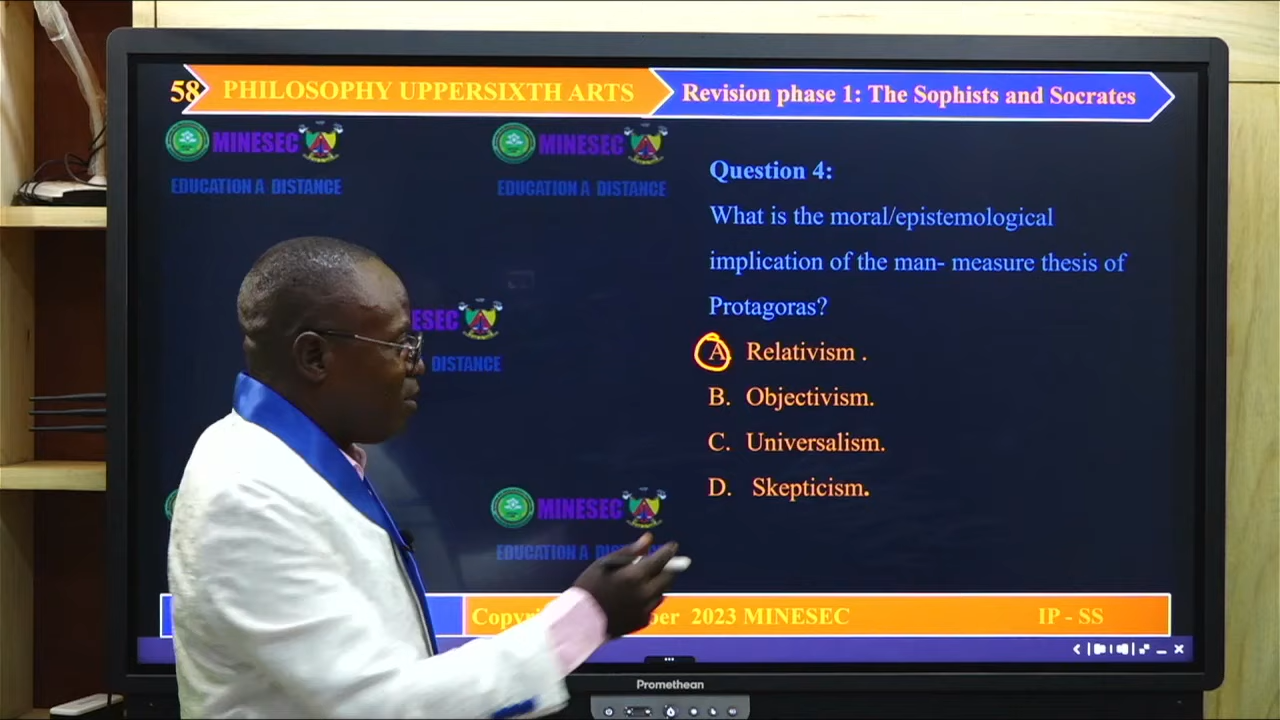 58
PHILOSOPHY UPPERSIXTH ARTS
Revision phase 1: The Sophists and Socrates
MINESEC
EDUCATION A DISTANCE
MINESEC
EDUCATION A DISTANCE
Question 4:
What is the moral/epistemological
implication of the man- measure thesis of
Protagoras?
A Relativism .
B. Objectivism.
C. Universalism.
D. Skepticism.
DISTANCE
MINESEC
EDUCATION A
2023 MINESEC
IP - SS
Promethean